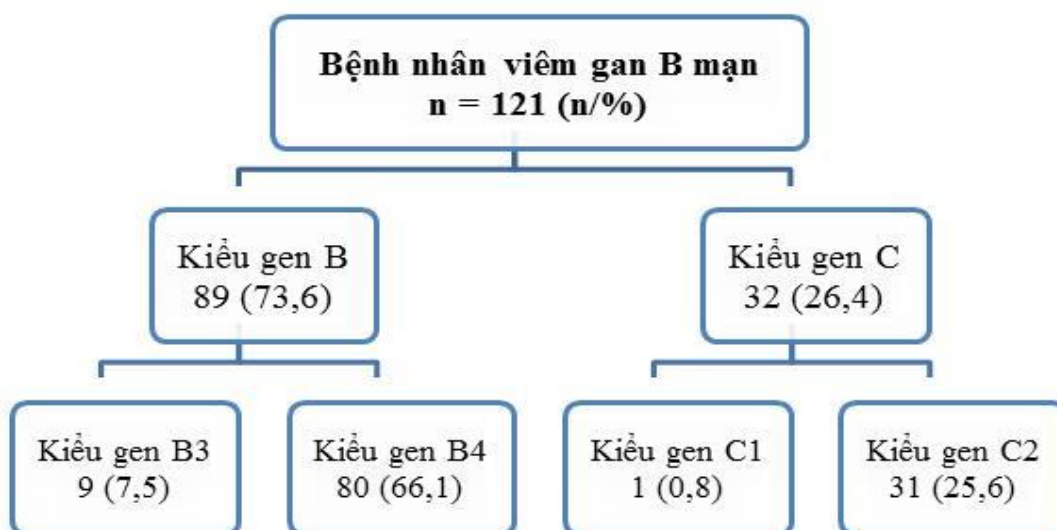 Bệnh nhân viêm gan B mạn
n = 121 (n/%)
Kiểu gen B
89 (73,6)
Kiểu gen C
32 (26,4)
Kiểu gen B3
9 (7,5)
Kiểu gen B4
80 (66,1)
Kiểu gen C1
1 (0,8)
Kiểu gen C2
31 (25,6)